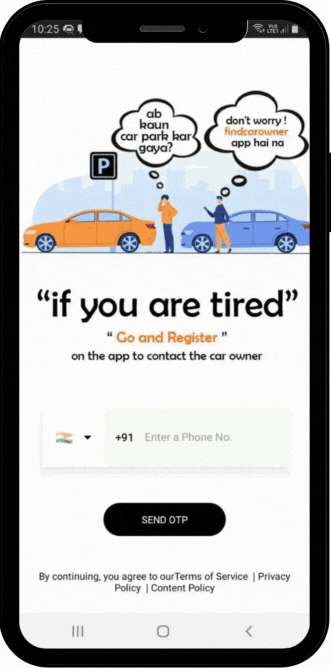 10:25
ab
kaun
car park kar
gaya?
don't worry !
findcarowner
app hai na
P
“if you are tired”
“ Go and Register ”
on the app to contact the car owner
+91 Enter a Phone No.
SEND OTP
By continuing, you agree to ourTerms of Service | Privacy
Policy | Content Policy